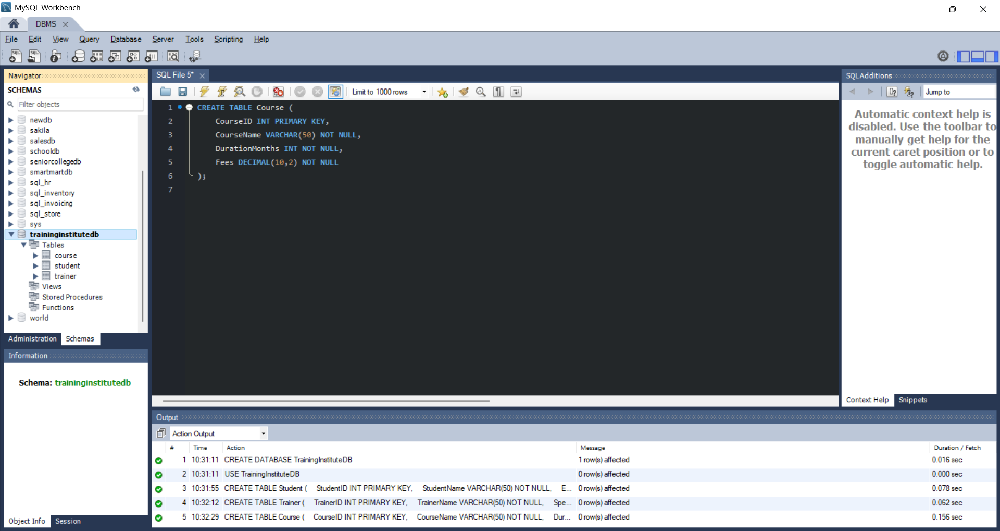 MySQL Workbench
DBMS
File Edit View Query Database Server Tools Scripting Help
Navigator
SCHEMAS
Filter objects
newdb
sakila
salesdb
schooldb
seniorcollegedb
smartmartdb
sql_hr
sql_inventory
sql_invoicing
sql_store
sys
traininginstitutedb
Tables
course
student
trainer
Views
Stored Procedures
Functions
world
Administration Schemas
Information
Schema: traininginstitutedb
Object Info Session
SQL File 5*
Limit to 1000 rows
1 CREATE TABLE Course (
2 CourseID INT PRIMARY KEY,
3 CourseName VARCHAR(50) NOT NULL,
4 DurationMonths INT NOT NULL,
5 Fees DECIMAL(10,2) NOT NULL
6 );
7
SQLAdditions
Jump to
Automatic context help is
disabled. Use the toolbar to
manually get help for the
current caret position or to
toggle automatic help.
Context Help Snippets
Output
Action Output
# Time Action Message Duration / Fetch
1 10:31:11 CREATE DATABASE TrainingInstituteDB 1 row(s) affected 0.016 sec
2 10:31:11 USE TrainingInstituteDB 0 row(s) affected 0.000 sec
3 10:31:55 CREATE TABLE Student ( StudentID INT PRIMARY KEY, StudentName VARCHAR(50) NOT NULL, E... 0 row(s) affected 0.078 sec
4 10:32:12 CREATE TABLE Trainer ( TrainerID INT PRIMARY KEY, TrainerName VARCHAR(50) NOT NULL, Spe... 0 row(s) affected 0.062 sec
5 10:32:29 CREATE TABLE Course ( CourseID INT PRIMARY KEY, CourseName VARCHAR(50) NOT NULL, Dur... 0 row(s) affected 0.156 sec